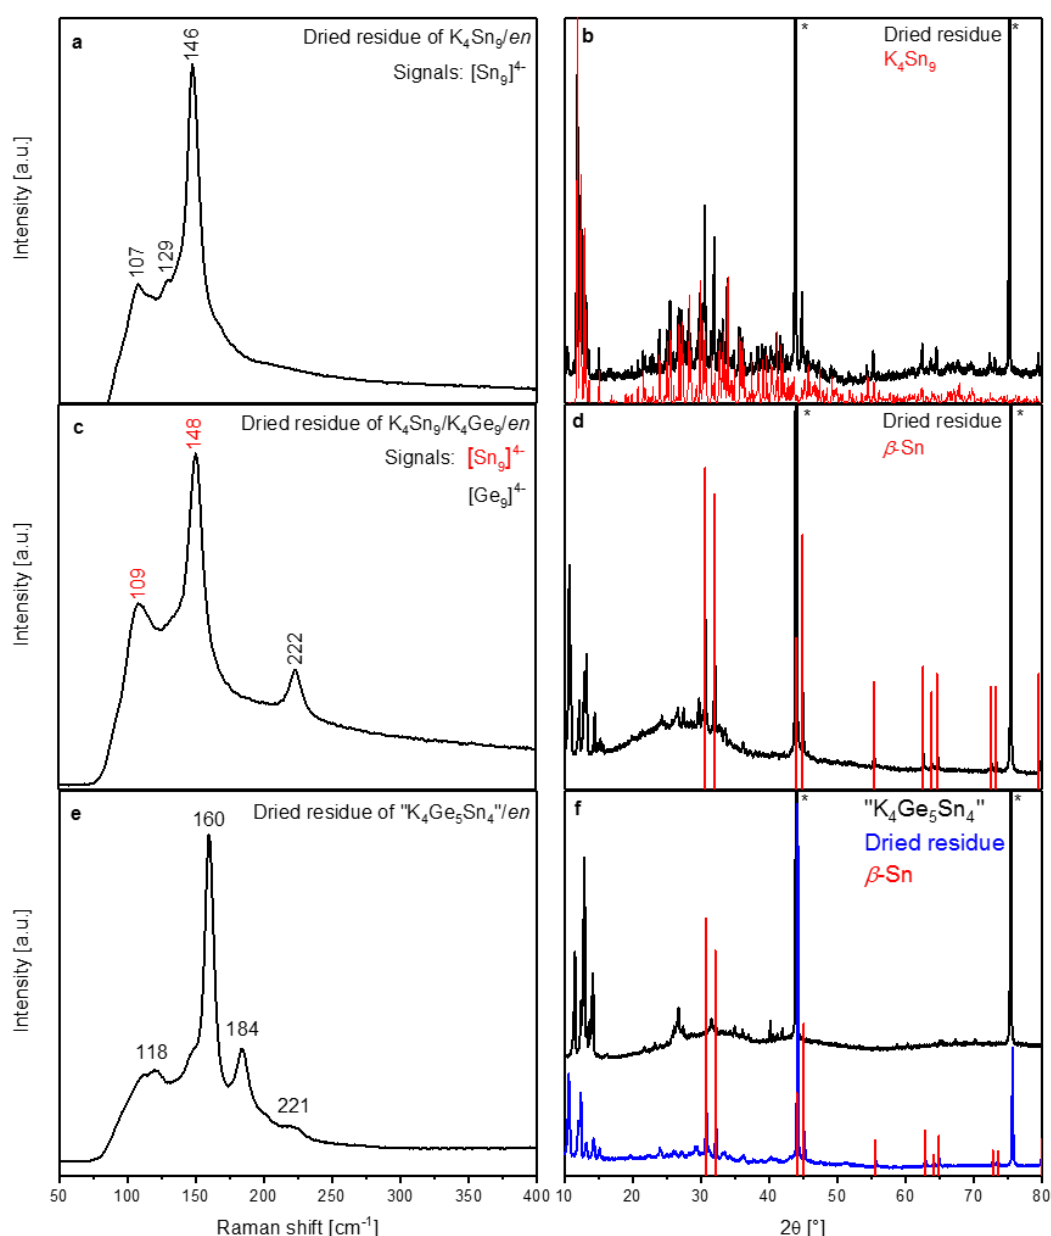 a
Dried residue of K₄Sn₉/en
Signals: [Sn₉]⁴⁻
146
107
129
Intensity [a.u.]
b
*
Dried residue
*
K₄Sn₉
c
Dried residue of K₄Sn₉/K₄Ge₉/en
Signals: [Sn₉]⁴⁻
[Ge₉]⁴⁻
148
109
222
Intensity [a.u.]
d
*
Dried residue
*
β-Sn
e
Dried residue of "K₄Ge₅Sn₄"/en
160
118
184
221
Intensity [a.u.]
50 100 150 200 250 300 350 400
Raman shift [cm⁻¹]
f
*
"K₄Ge₅Sn₄"
*
Dried residue
β-Sn
10 20 30 40 50 60 70 80
2θ [°]